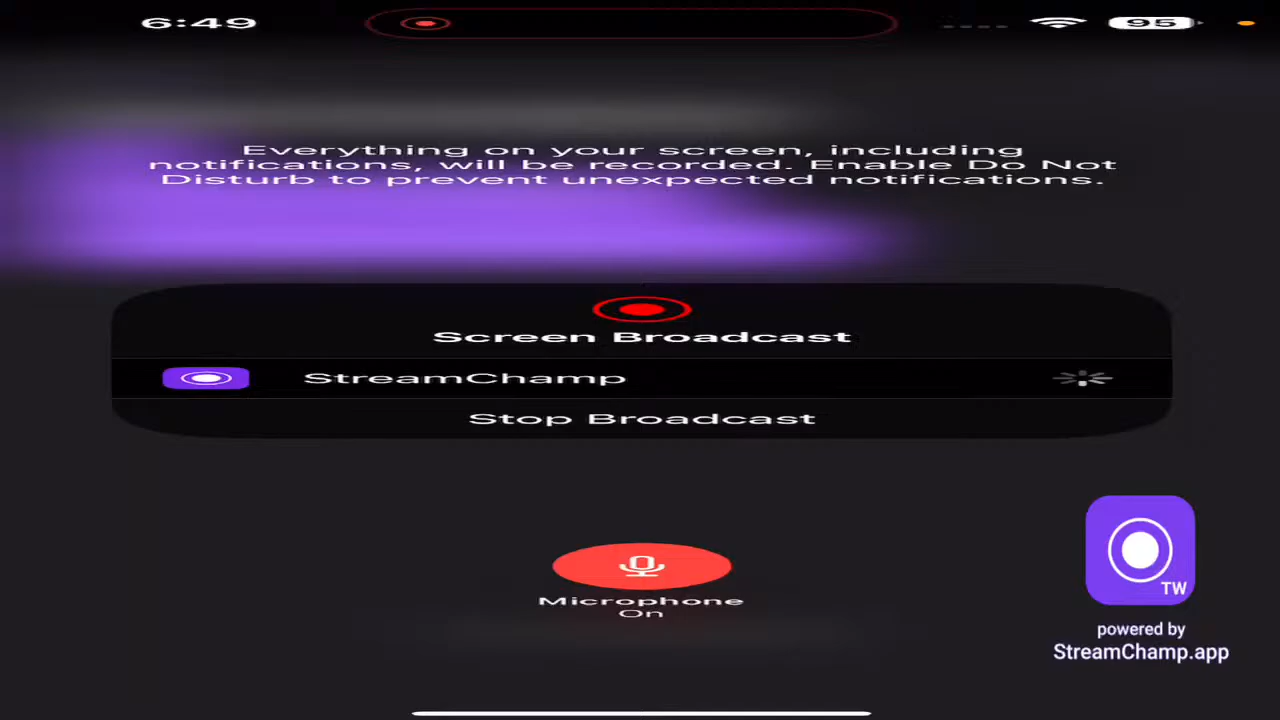 6:49
95
Everything on your screen, including
notifications, will be recorded. Enable Do Not
Disturb to prevent unexpected notifications.
Screen Broadcast
StreamChamp
Stop Broadcast
Microphone
On
TW
powered by
StreamChamp.app